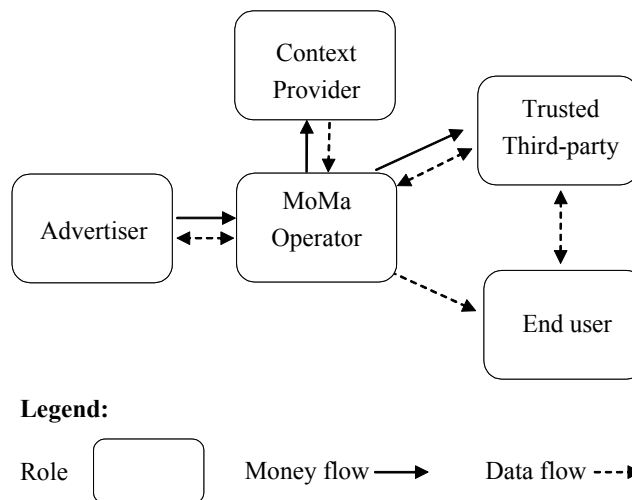 Context
Provider
Trusted
Third-party
MoMa
Operator
Advertiser
End user
Legend:
Role
Money flow
Data flow